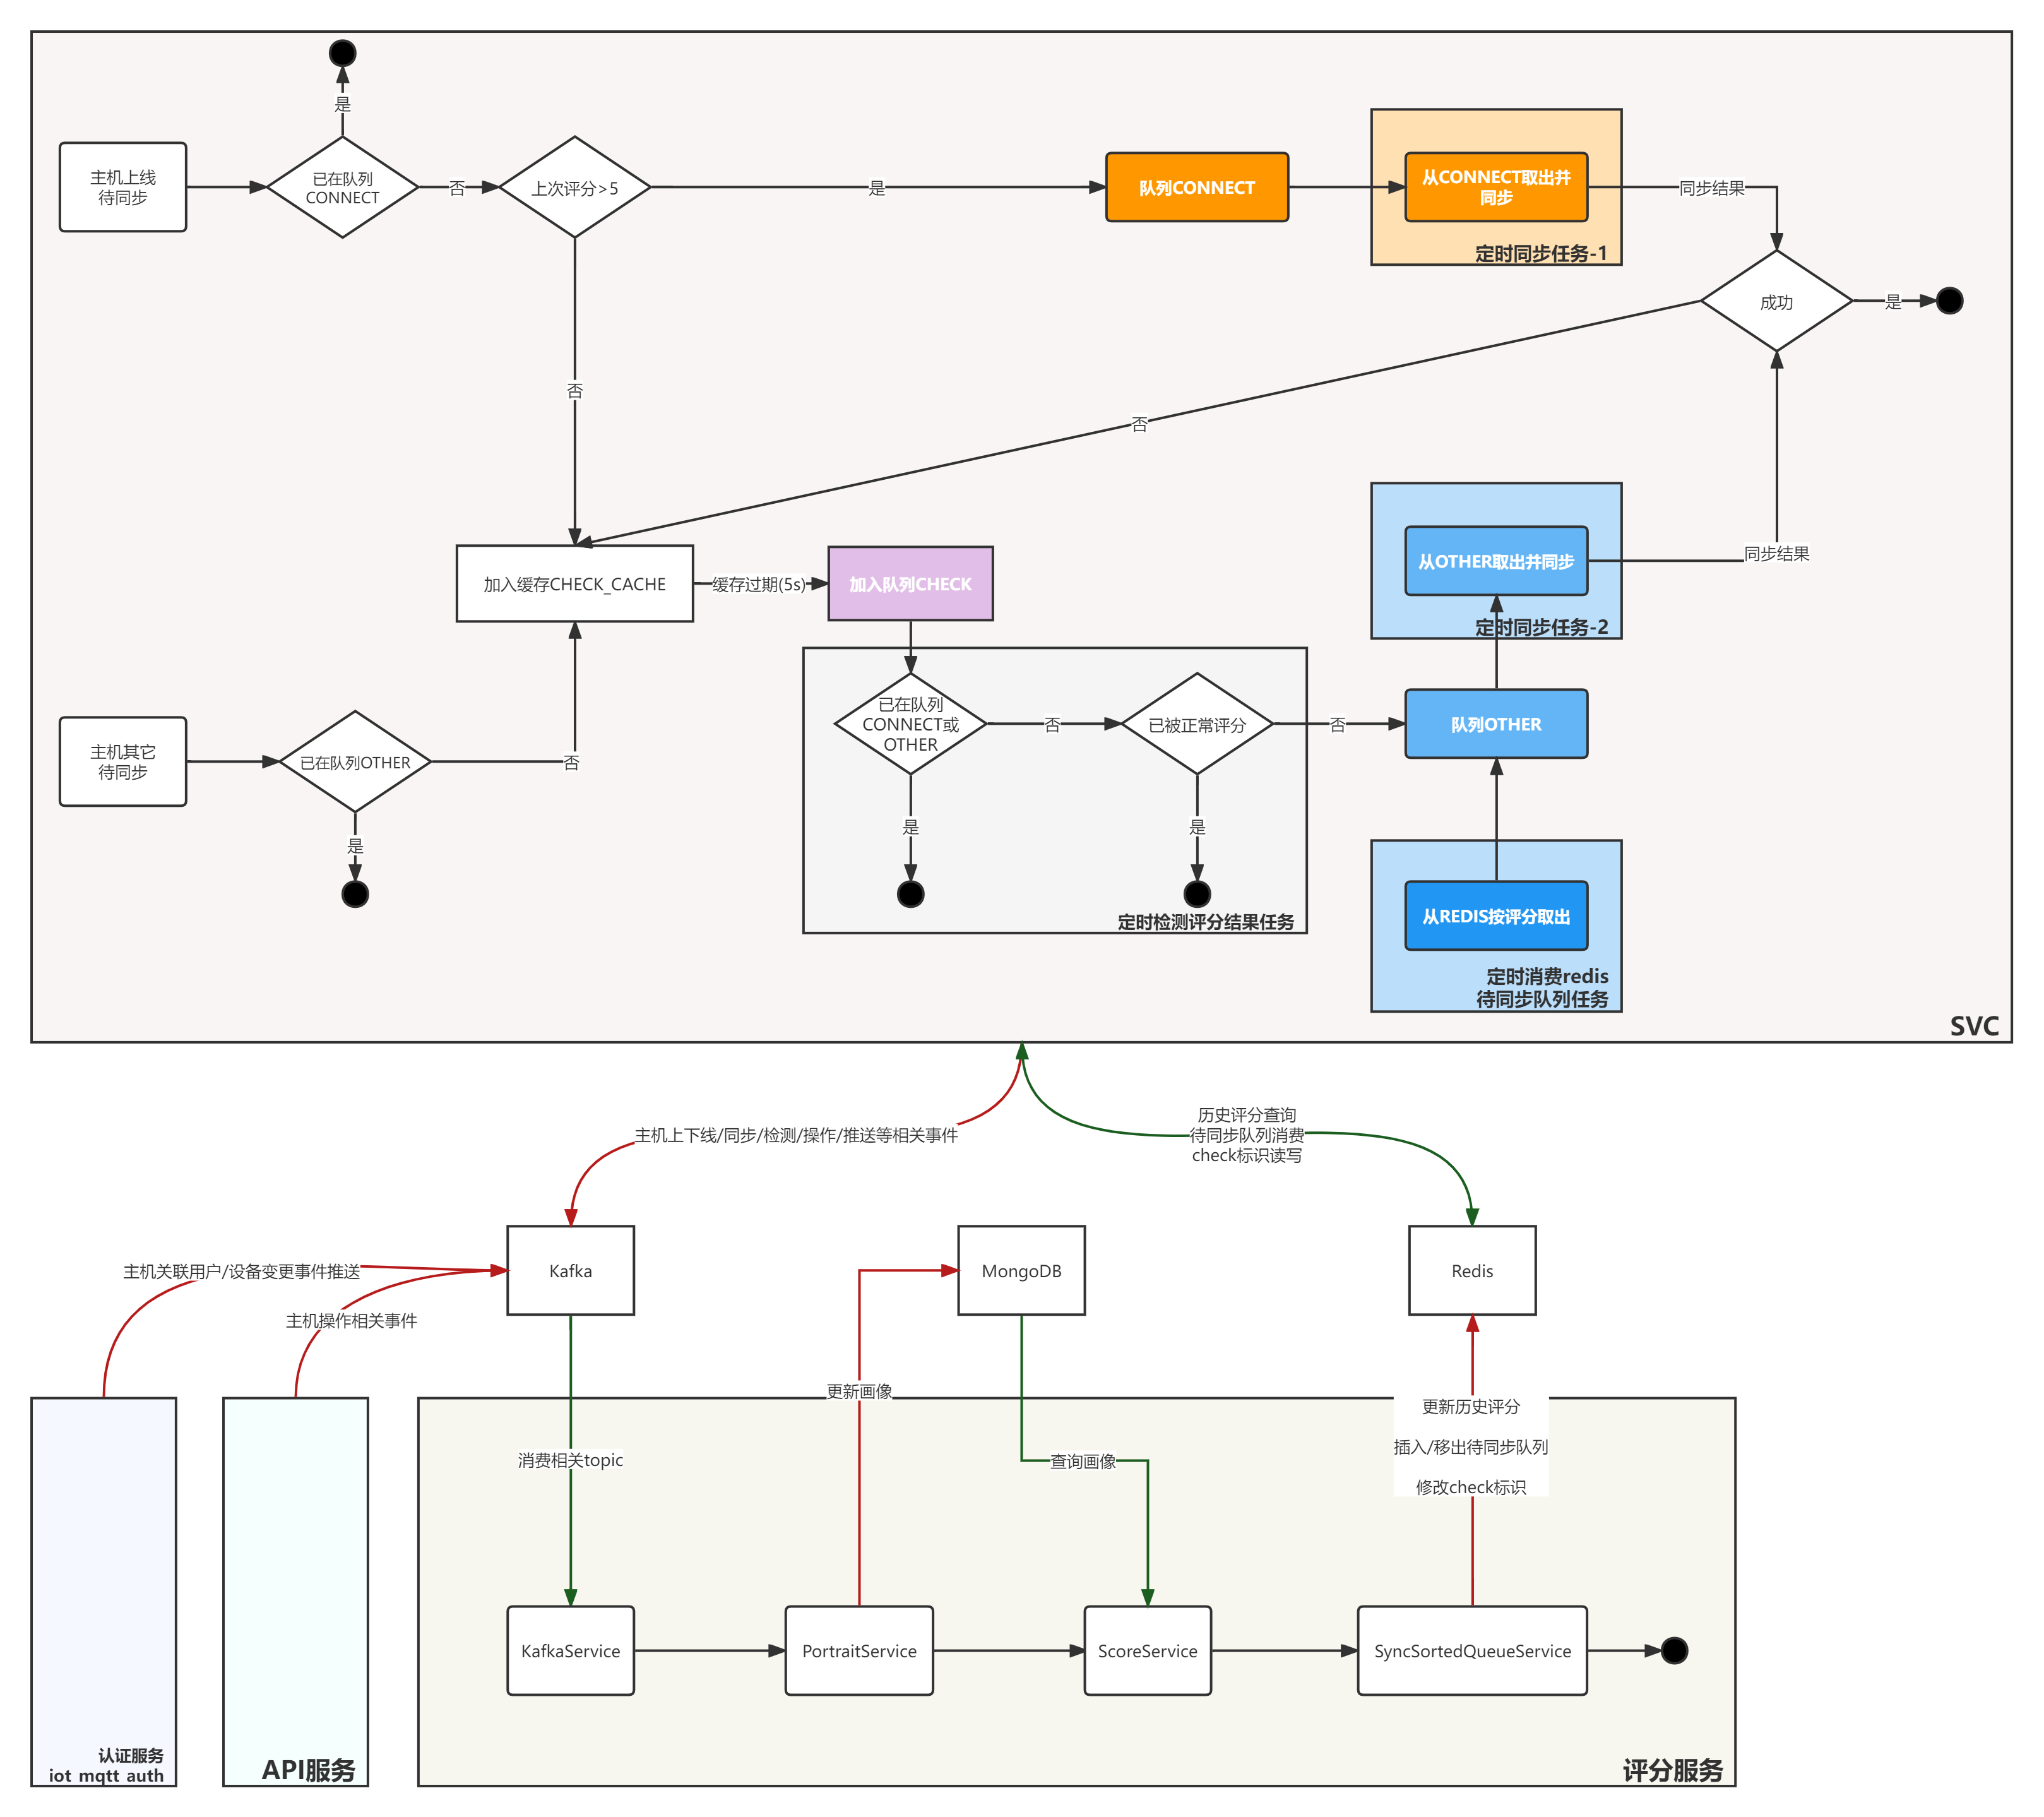 是
主机上线
待同步
已在队列
CONNECT
否
上次评分>5
是
队列CONNECT
从CONNECT取出并
同步
定时同步任务-1
同步结果
成功
是
否
否
加入缓存CHECK_CACHE
缓存过期(5s)
加入队列CHECK
从OTHER取出并同步
定时同步任务-2
同步结果
主机其它
待同步
已在队列OTHER
否
是
已在队列
CONNECT或
OTHER
否
已被正常评分
否
队列OTHER
是
是
定时检测评分结果任务
从REDIS按评分取出
定时消费redis
待同步队列任务
SVC
主机上下线/同步/检测/操作/推送等相关事件
历史评分查询
待同步队列消费
check标识读写
主机关联用户/设备变更事件推送
主机操作相关事件
Kafka
MongoDB
Redis
更新画像
消费相关topic
查询画像
更新历史评分
插入/移出待同步队列
修改check标识
KafkaService
PortraitService
ScoreService
SyncSortedQueueService
认证服务
iot mqtt auth
API服务
评分服务